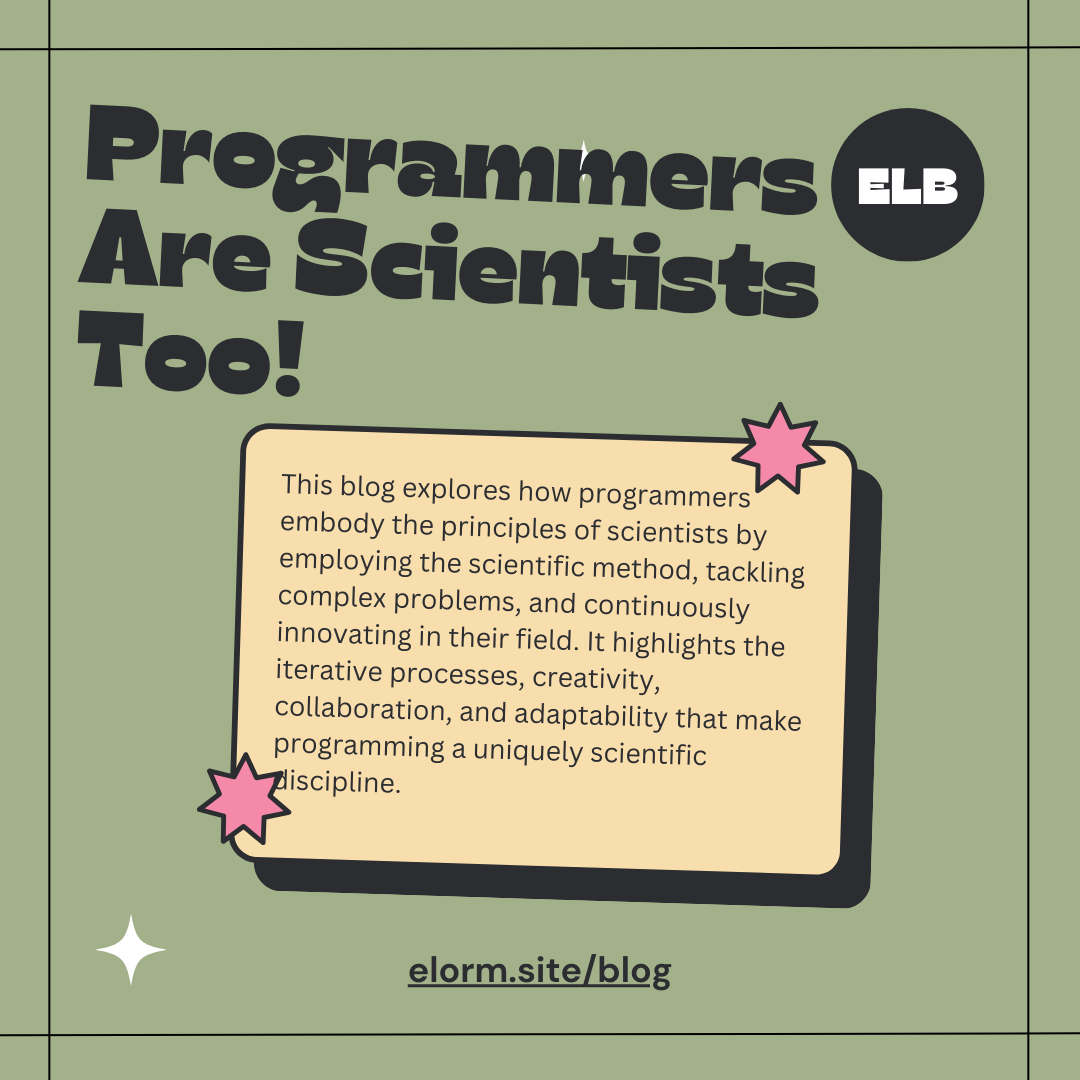 Programmers
Are Scientists
Too!
ELB
This blog explores how programmers
embody the principles of scientists by
employing the scientific method, tackling
complex problems, and continuously
innovating in their field. It highlights the
iterative processes, creativity,
collaboration, and adaptability that make
programming a uniquely scientific
discipline.
elorm.site/blog